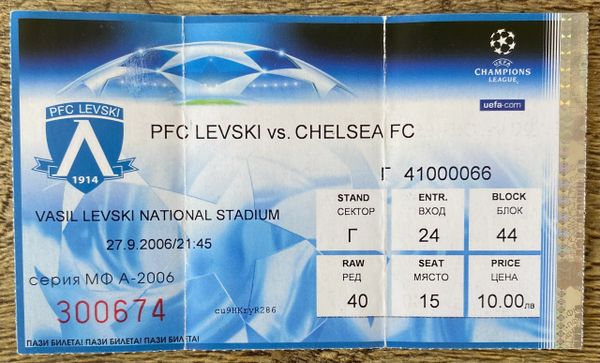 PFC LEVSKI
1914
UEFA
CHAMPIONS
LEAGUE
uefa.com
PFC LEVSKI vs. CHELSEA FC
Г 41000066
VASIL LEVSKI NATIONAL STADIUM
27.9.2006/21:45
серия МФ А-2006
300674
cu9HKryR286
STAND
СЕКТОР
Г
ENTR.
ВХОД
24
BLOCK
БЛОК
44
RAW
РЕД
40
SEAT
МЯСТО
15
PRICE
ЦЕНА
10.00лв
ПАЗИ БИЛЕТА! ПАЗИ БИЛЕТА! ПАЗИ БИЛЕТА!